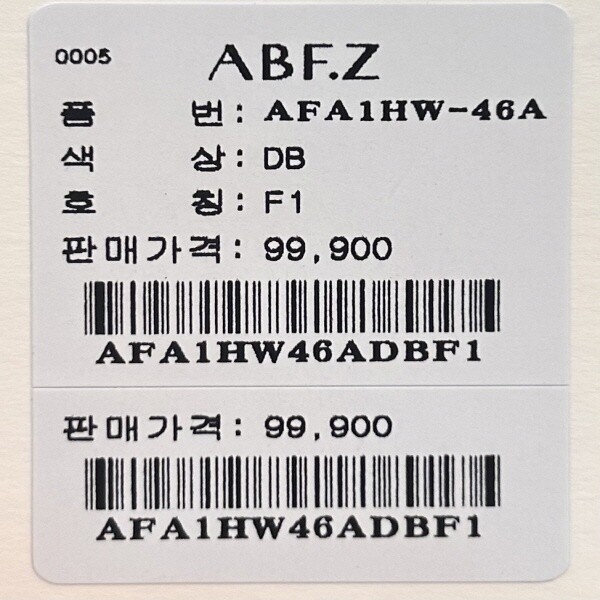 0005 ABF.Z
품 번: AFA1HW-46A
색 상: DB
호 칭: F1
판매가격: 99,900
AFA1HW46ADBF1
판매가격: 99,900
AFA1HW46ADBF1